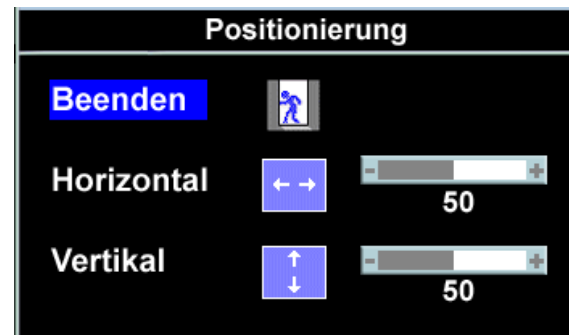 Positionierung
Beenden
Horizontal
- +
50
Vertikal
- +
50